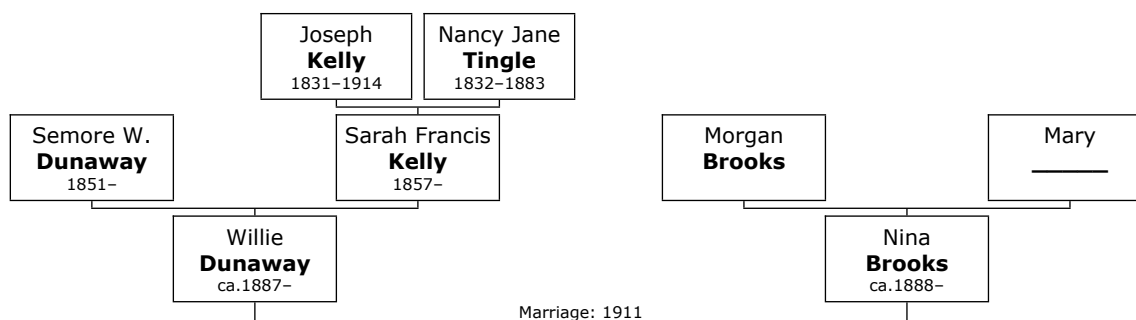 Joseph
Kelly
1831–1914
Nancy Jane
Tingle
1832–1883
Semore W.
Dunaway
1851–
Sarah Francis
Kelly
1857–
Morgan
Brooks
Mary
________
Willie
Dunaway
ca.1887–
Nina
Brooks
ca.1888–
Marriage: 1911